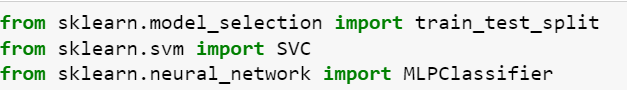 from sklearn.model_selection import train_test_split
from sklearn.svm import SVC
from sklearn.neural_network import MLPClassifier